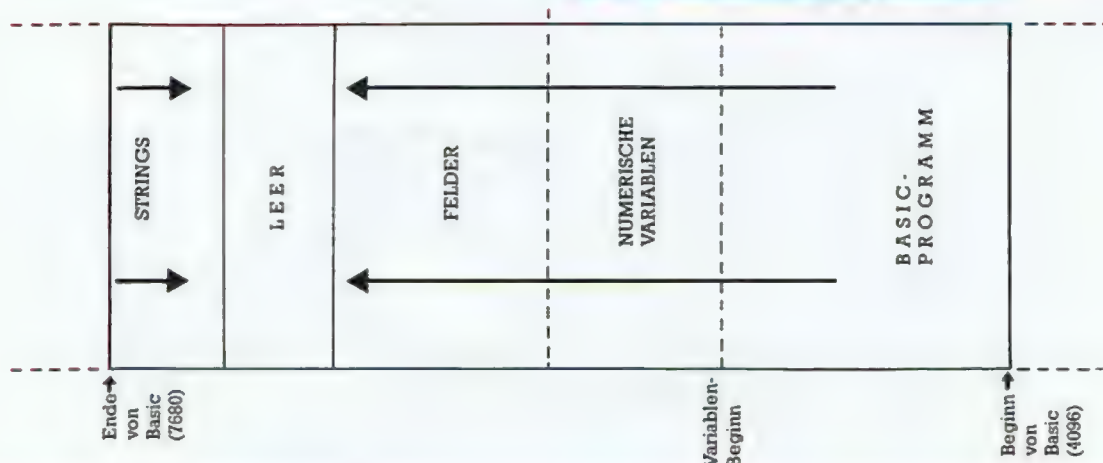 STRINGS
LEER
FELDER
NUMERISCHE
VARIABLEN
BASIC-
PROGRAMM
Ende
von
Basic
(7680)
Variablen-
Beginn
Beginn
von
Basic
(4096)